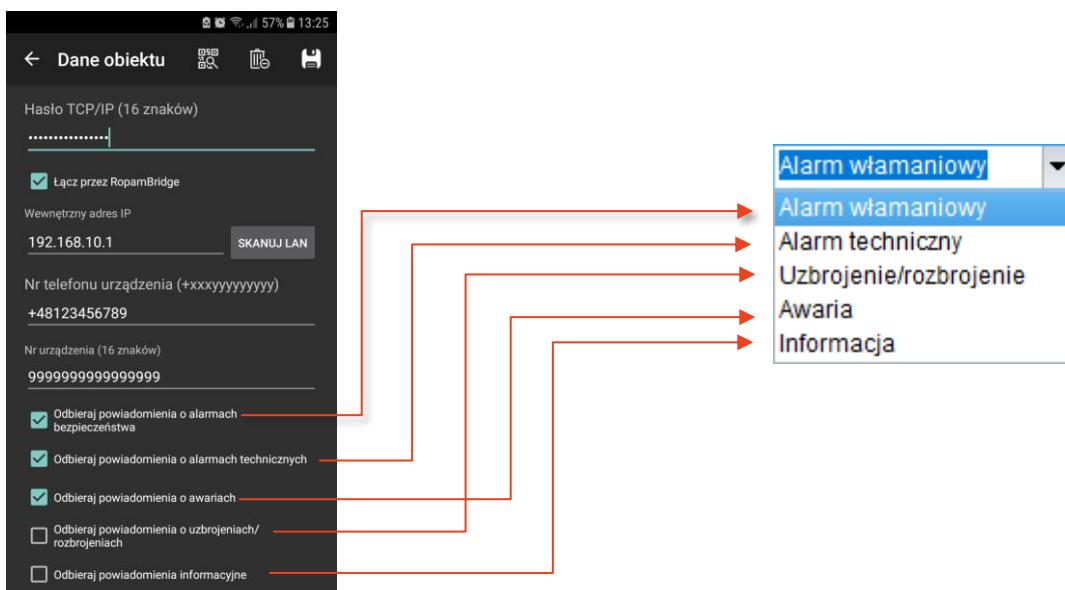 57% 13:25
Dane obiektu
Hasło TCP/IP (16 znaków)
••••••••••••••••
Łącz przez RopamBridge
Wewnętrzny adres IP
192.168.10.1
SKANUJ LAN
Nr telefonu urządzenia (+xxxyyyyyyyyy)
+48123456789
Nr urządzenia (16 znaków)
9999999999999999
Odbieraj powiadomienia o alarmach
bezpieczeństwa
Odbieraj powiadomienia o alarmach technicznych
Odbieraj powiadomienia o awariach
Odbieraj powiadomienia o uzbrojeniach/
rozbrojeniach
Odbieraj powiadomienia informacyjne
Alarm włamaniowy
Alarm włamaniowy
Alarm techniczny
Uzbrojenie/rozbrojenie
Awaria
Informacja